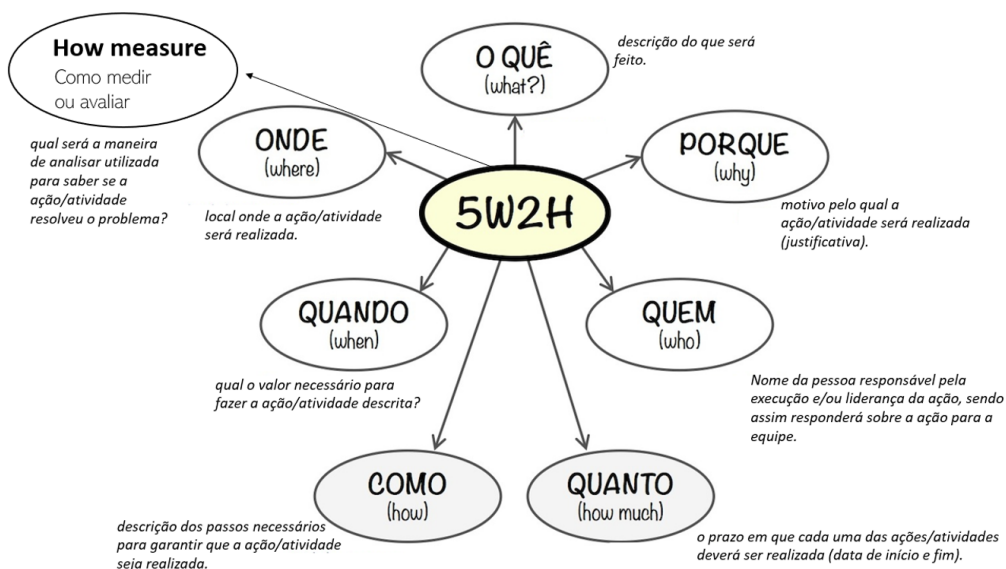 How measure
Como medir
ou avaliar
qual será a maneira
de analisar utilizada
para saber se a
ação/atividade
resolveu o problema?
O QUÊ
(what?)
descrição do que será
feito.
ONDE
(where)
local onde a ação/atividade
será realizada.
PORQUE
(why)
motivo pelo qual a
ação/atividade será realizada
(justificativa).
5W2H
QUANDO
(when)
qual o valor necessário para
fazer a ação/atividade descrita?
QUEM
(who)
Nome da pessoa responsável pela
execução e/ou liderança da ação, sendo
assim responderá sobre a ação para a
equipe.
COMO
(how)
descrição dos passos necessários
para garantir que a ação/atividade
seja realizada.
QUANTO
(how much)
o prazo em que cada uma das ações/atividades
deverá ser realizada (data de início e fim).